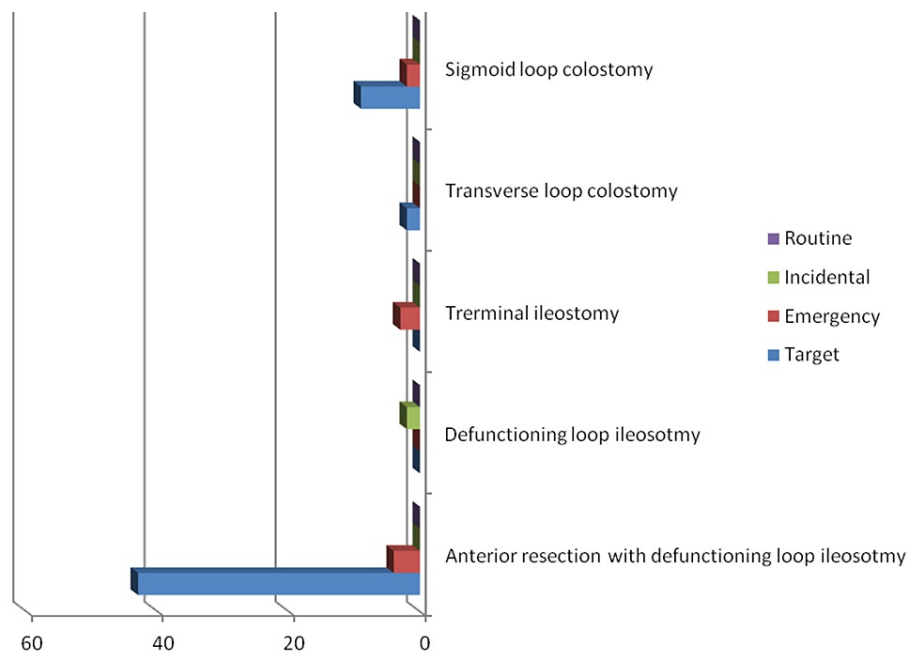 Sigmoid loop colostomy
Transverse loop colostomy
Trerminal ileostomy
Defunctioning loop ileosotmy
Anterior resection with defunctioning loop ileosotmy
Routine
Incidental
Emergency
Target
60 40 20 0